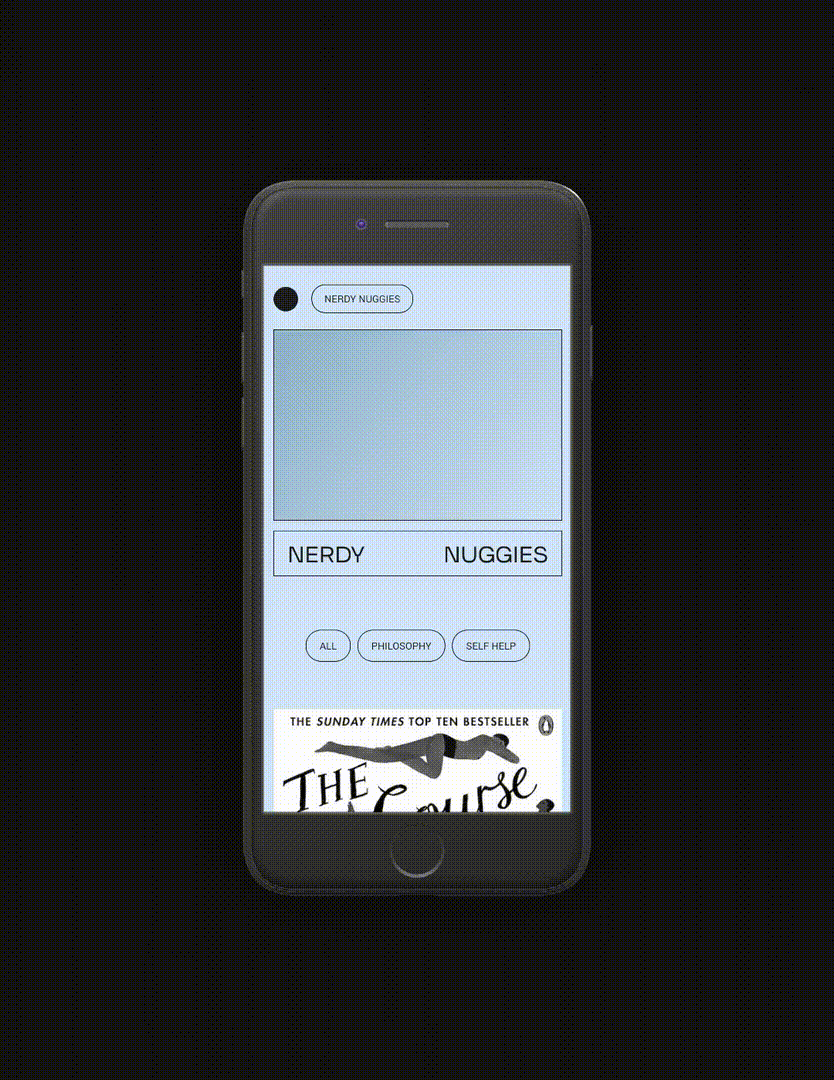 NERDY NUGGIES
NERDY NUGGIES
ALL PHILOSOPHY SELF HELP
THE SUNDAY TIMES TOP TEN BESTSELLER
THE
Course